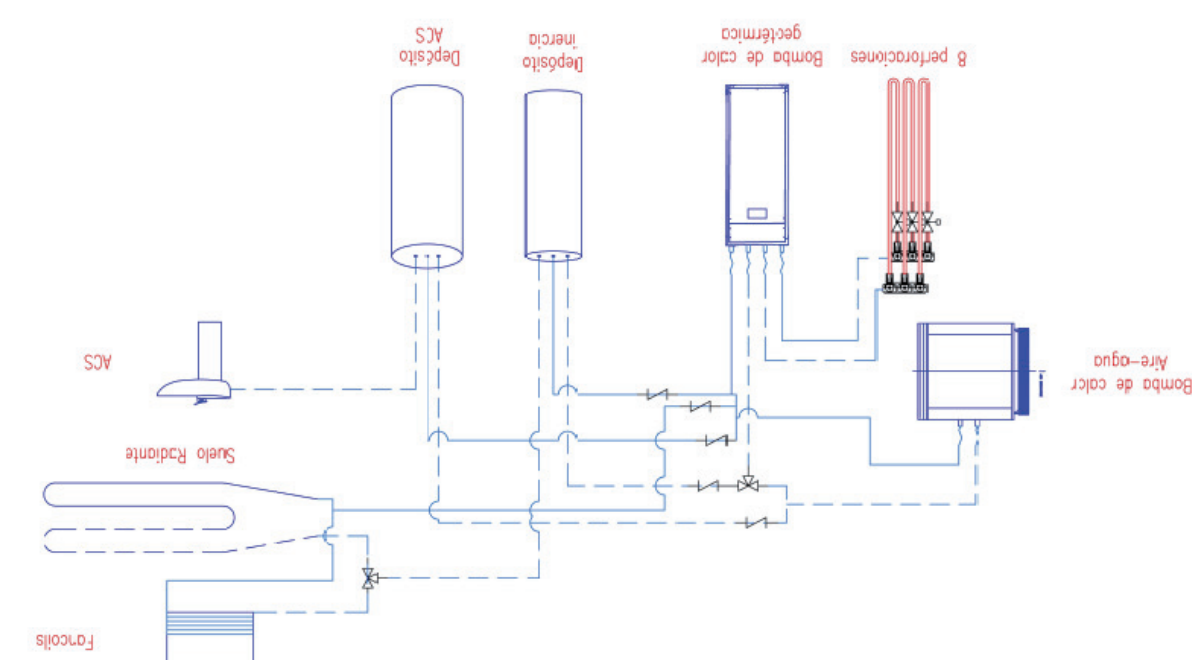 Fancoils
Suelo Radiante
Bomba de calor
Aire-agua
ACS
8 perforaciones
Bomba de calor
geotérmica
Depósito
inercia
Depósito
ACS